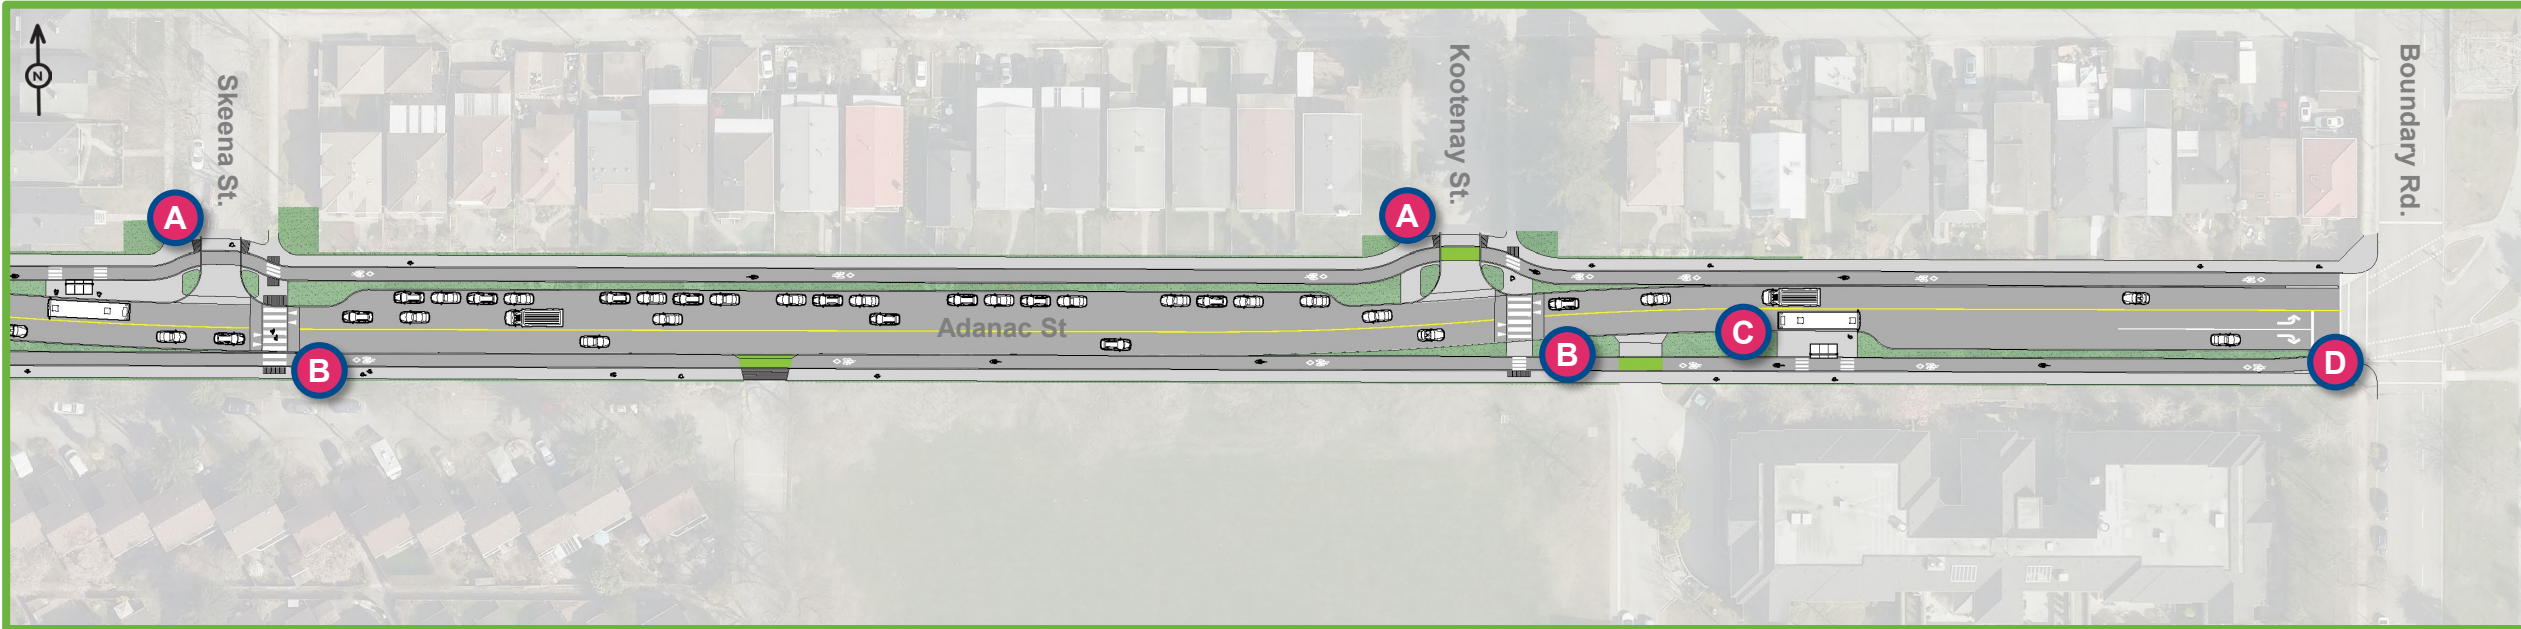 N
Skeena St.
Kootenay St.
Boundary Rd.
A
A
Adanac St
B
B
C
D